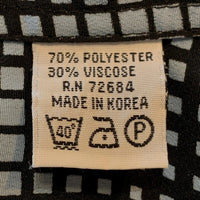 70% POLYESTER
30% VISCOSE
R.N 72684
MADE IN KOREA
40° P